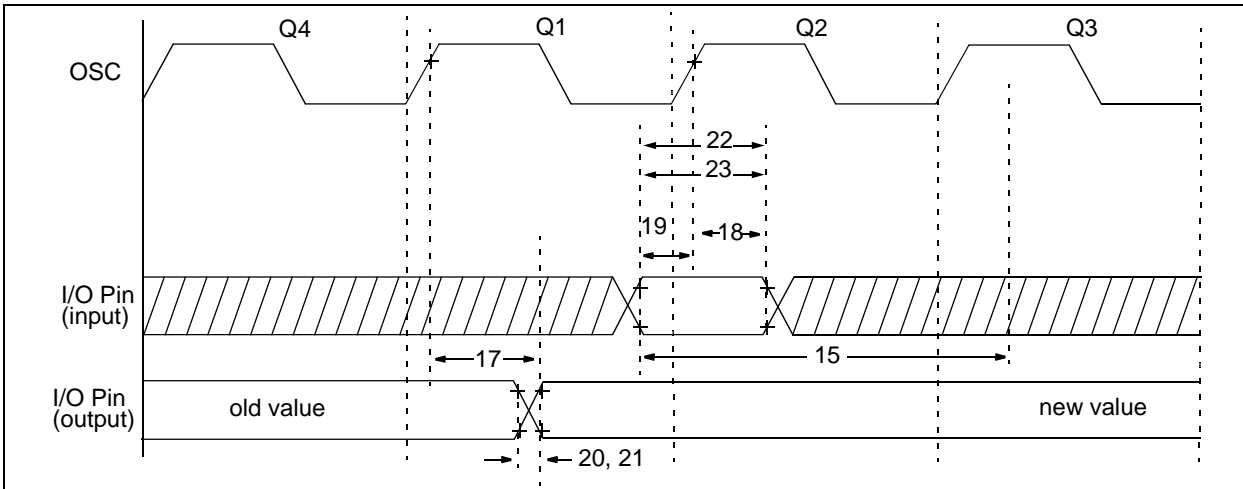 Q4 Q1 Q2 Q3
OSC
22
23
19 18
I/O Pin
(input)
17 15
I/O Pin
(output)
old value new value
20, 21